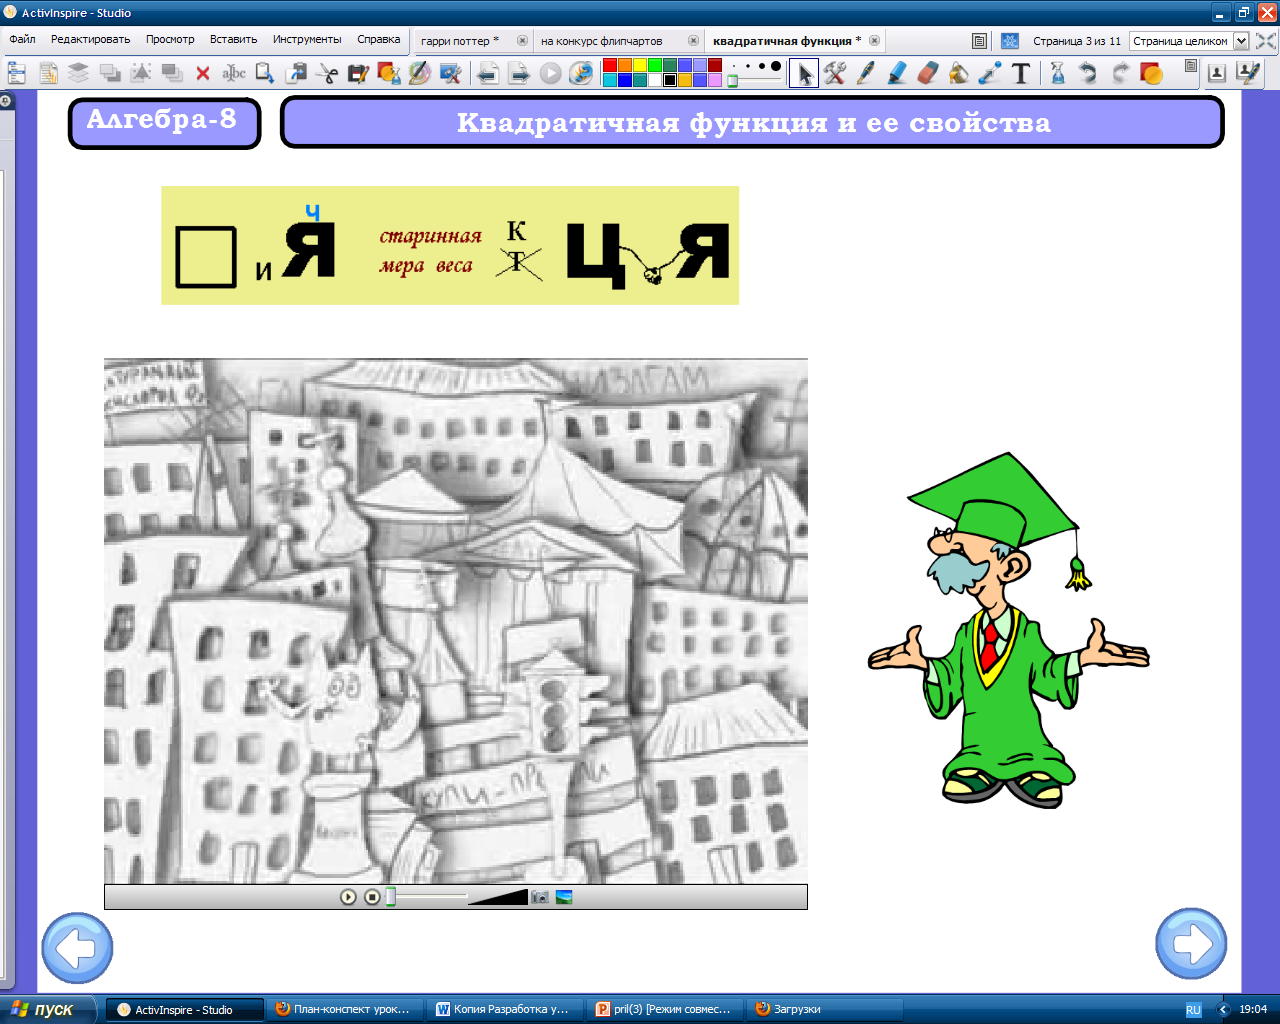 ActivInspire - Studio
Файл Редактировать Просмотр Вставить Инструменты Справка
гарри поттер * на конкурс флипчартов квадратичная функция *
Страница 3 из 11 Страница целиком
Алгебра-8
Квадратичная функция и ее свойства
ч
и Я
старинная
мера веса
К
Т
Ц Я
купи-
пуск ActivInspire - Studio План-конспект урок... Копия Разработка у... pril(3) [Режим совмес... Загрузки RU 19:04